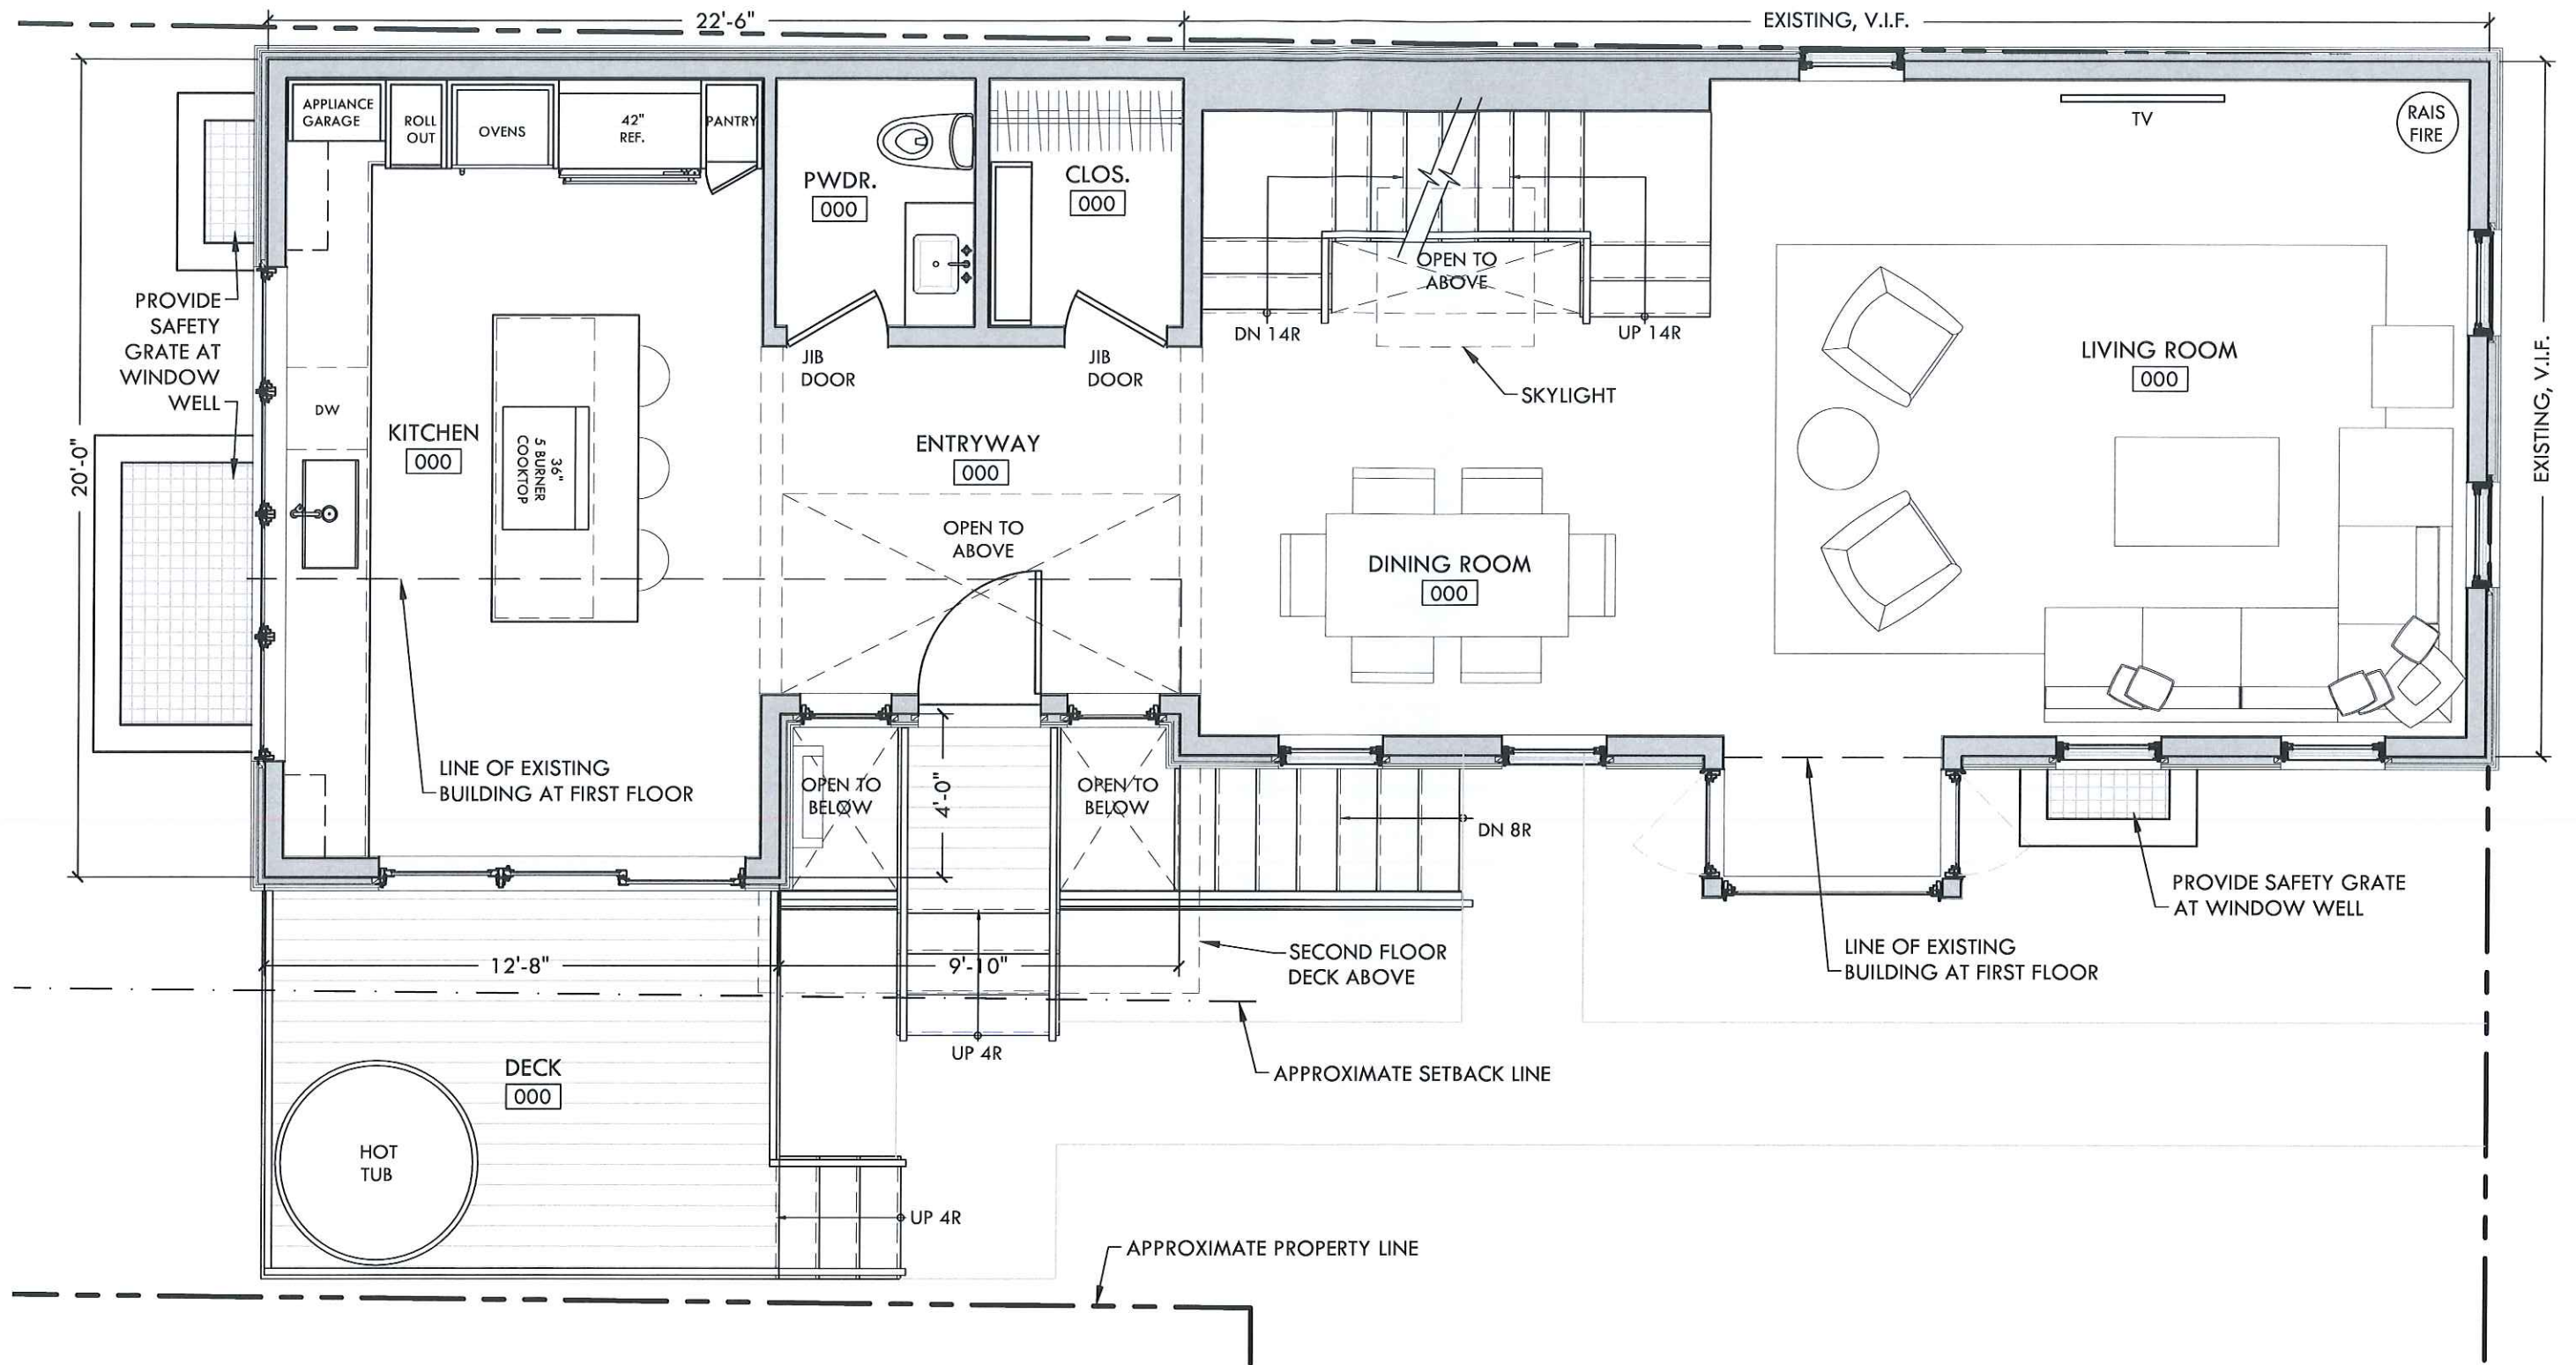 22'-6"
EXISTING, V.I.F.
APPLIANCE
GARAGE
ROLL
OUT
OVENS
42"
REF.
PANTRY
PWDR.
000
CLOS.
000
TV
RAIS
FIRE
OPEN TO
ABOVE
DN 14R
UP 14R
SKYLIGHT
PROVIDE
SAFETY
GRATE AT
WINDOW
WELL
JIB
DOOR
JIB
DOOR
LIVING ROOM
000
EXISTING, V.I.F.
20'-0"
DW
KITCHEN
000
36"
5 BURNER
COOKTOP
ENTRYWAY
000
OPEN TO
ABOVE
DINING ROOM
000
LINE OF EXISTING
BUILDING AT FIRST FLOOR
OPEN TO
BELOW
4'-0"
OPEN TO
BELOW
DN 8R
PROVIDE SAFETY GRATE
AT WINDOW WELL
LINE OF EXISTING
BUILDING AT FIRST FLOOR
12'-8"
9'-10"
SECOND FLOOR
DECK ABOVE
UP 4R
APPROXIMATE SETBACK LINE
DECK
000
HOT
TUB
UP 4R
APPROXIMATE PROPERTY LINE